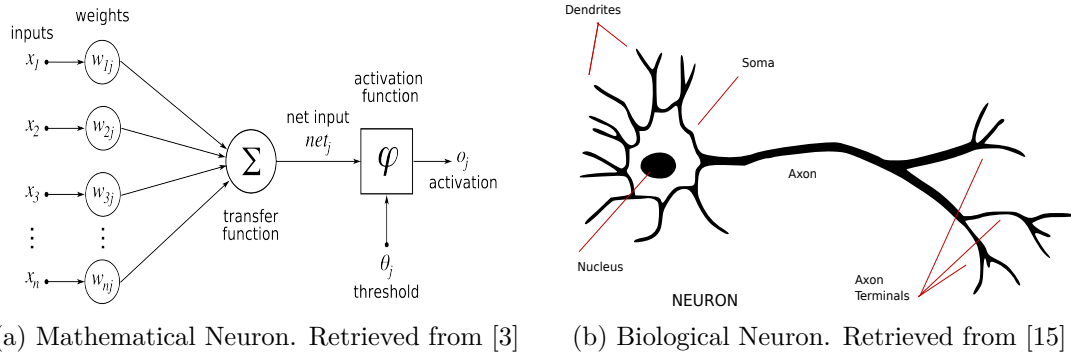 weights
inputs
x1
w1j
x2
w2j
x3
w3j
⋮ ⋮
xn
wnj
Σ
transfer
function
net input
netj
activation
function
φ
oj
activation
θj
threshold
(a) Mathematical Neuron. Retrieved from [3]
Dendrites
Soma
Axon
Nucleus
Axon
Terminals
NEURON
(b) Biological Neuron. Retrieved from [15]